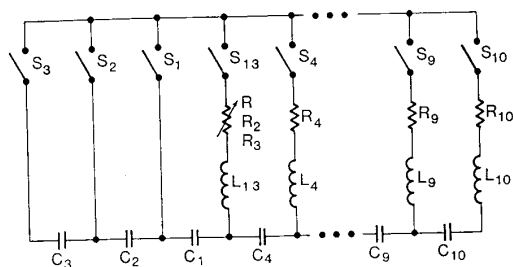 S3 S2 S1 S13 S4 S9 S10
R
R2
R3
R4 R9 R10
L13 L4 L9 L10
C3 C2 C1 C4 C9 C10